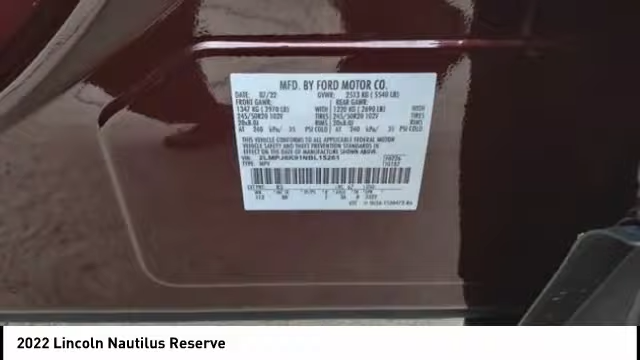 MFD. BY FORD MOTOR CO.
DATE: 07/22 GVWR: 2513 KG ( 5540 LB)
FRONT GAWR: REAR GAWR:
1347 KG ( 2970 LB) WITH 1220 KG ( 2690 LB) WITH
245/50R20 102V TIRES 245/50R20 102V TIRES
20x8.0J RIMS 20x8.0J RIMS
AT 240 kPa/ 35 PSI COLD AT 240 kPa/ 35 PSI COLD
THIS VEHICLE CONFORMS TO ALL APPLICABLE FEDERAL MOTOR
VEHICLE SAFETY AND THEFT PREVENTION STANDARDS IN
EFFECT ON THE DATE OF MANUFACTURE SHOWN ABOVE.
VIN:
TYPE: MPV
2022 Lincoln Nautilus Reserve